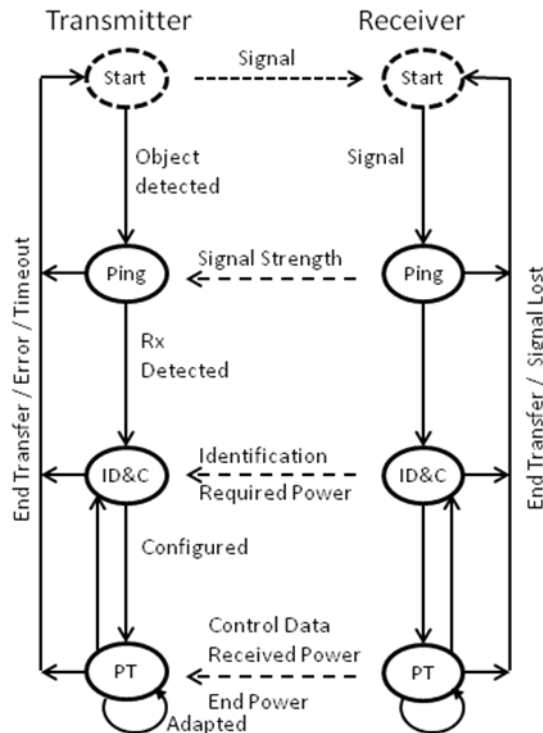 Transmitter
Receiver
Start
Signal
Start
Object
detected
Signal
Ping
Signal Strength
Ping
Rx
Detected
ID&C
Identification
Required Power
ID&C
Configured
Control Data
Received Power
End Power
PT
PT
Adapted
End Transfer / Error / Timeout
End Transfer / Signal Lost